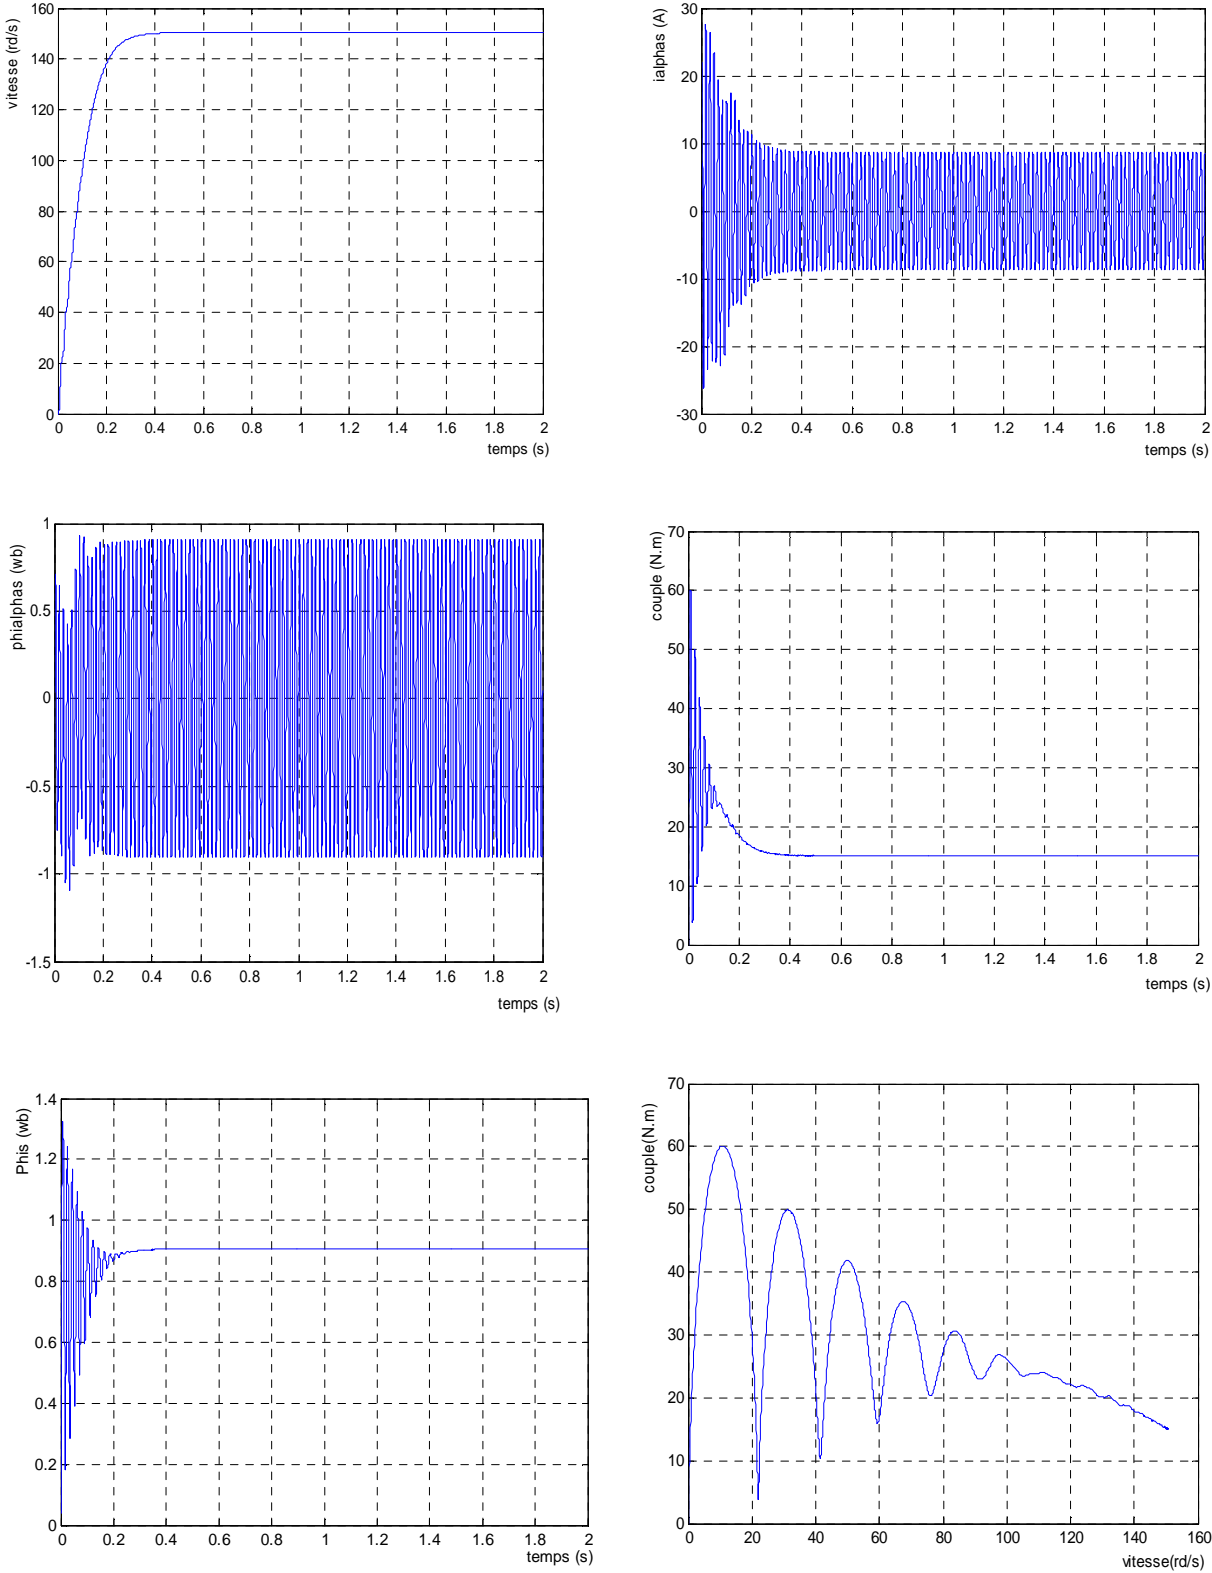 vitesse (rd/s)
160
140
120
100
80
60
40
20
0
0 0.2 0.4 0.6 0.8 1 1.2 1.4 1.6 1.8 2
temps (s)
ialphas (A)
30
20
10
0
-10
-20
-30
0 0.2 0.4 0.6 0.8 1 1.2 1.4 1.6 1.8 2
temps (s)
phialphas (wb)
1
0.5
0
-0.5
-1
-1.5
0 0.2 0.4 0.6 0.8 1 1.2 1.4 1.6 1.8 2
temps (s)
couple (N.m)
70
60
50
40
30
20
10
0
0 0.2 0.4 0.6 0.8 1 1.2 1.4 1.6 1.8 2
temps (s)
Phis (wb)
1.4
1.2
1
0.8
0.6
0.4
0.2
0
0 0.2 0.4 0.6 0.8 1 1.2 1.4 1.6 1.8 2
temps (s)
couple(N.m)
70
60
50
40
30
20
10
0
0 20 40 60 80 100 120 140 160
vitesse(rd/s)